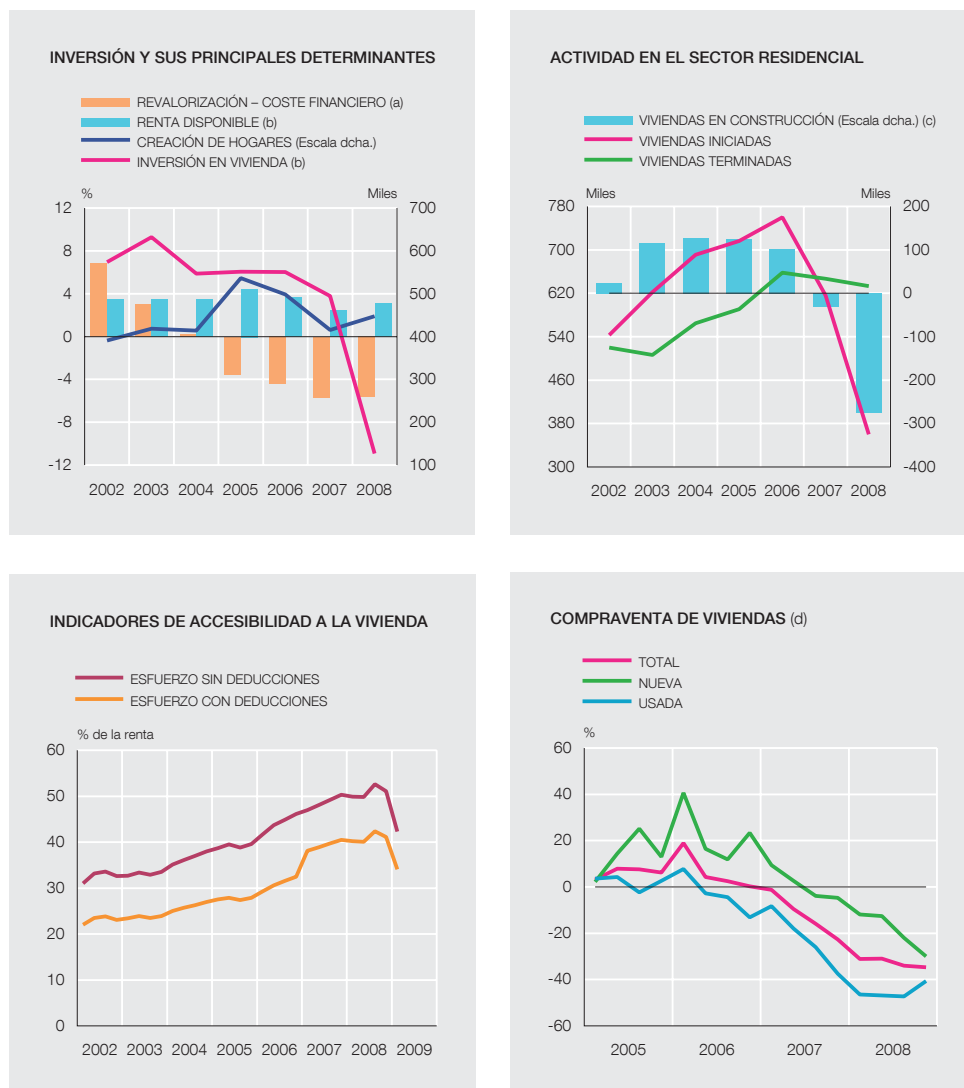 INVERSIÓN Y SUS PRINCIPALES DETERMINANTES
REVALORIZACIÓN – COSTE FINANCIERO (a)
RENTA DISPONIBLE (b)
CREACIÓN DE HOGARES (Escala dcha.)
INVERSIÓN EN VIVIENDA (b)
% Miles
12 700
8 600
4 500
0 400
-4 300
-8 200
-12 100
2002 2003 2004 2005 2006 2007 2008
ACTIVIDAD EN EL SECTOR RESIDENCIAL
VIVIENDAS EN CONSTRUCCIÓN (Escala dcha.) (c)
VIVIENDAS INICIADAS
VIVIENDAS TERMINADAS
Miles Miles
780 200
700 100
620 0
540 -100
460 -200
380 -300
300 -400
2002 2003 2004 2005 2006 2007 2008
INDICADORES DE ACCESIBILIDAD A LA VIVIENDA
ESFUERZO SIN DEDUCCIONES
ESFUERZO CON DEDUCCIONES
% de la renta
60
50
40
30
20
10
0
2002 2003 2004 2005 2006 2007 2008 2009
COMPRAVENTA DE VIVIENDAS (d)
TOTAL
NUEVA
USADA
%
60
40
20
0
-20
-40
-60
2005 2006 2007 2008